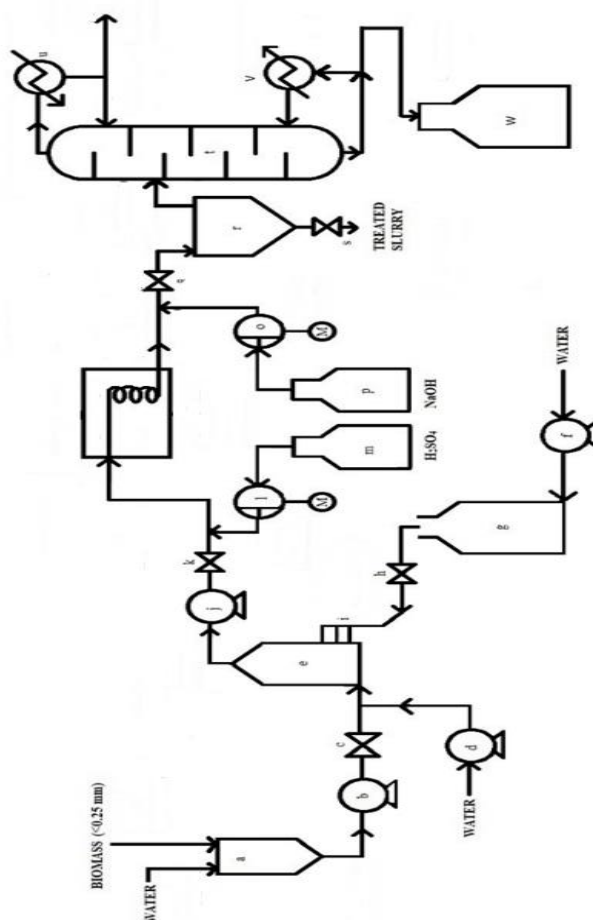 u
v
t
w
r
q
s
TREATED
SLURRY
o
M
p
NaOH
l
M
m
H2SO4
k
j
WATER
f
h
g
i
e
c
b
d
WATER
BIOMASS (<0.25 mm)
a
WATER